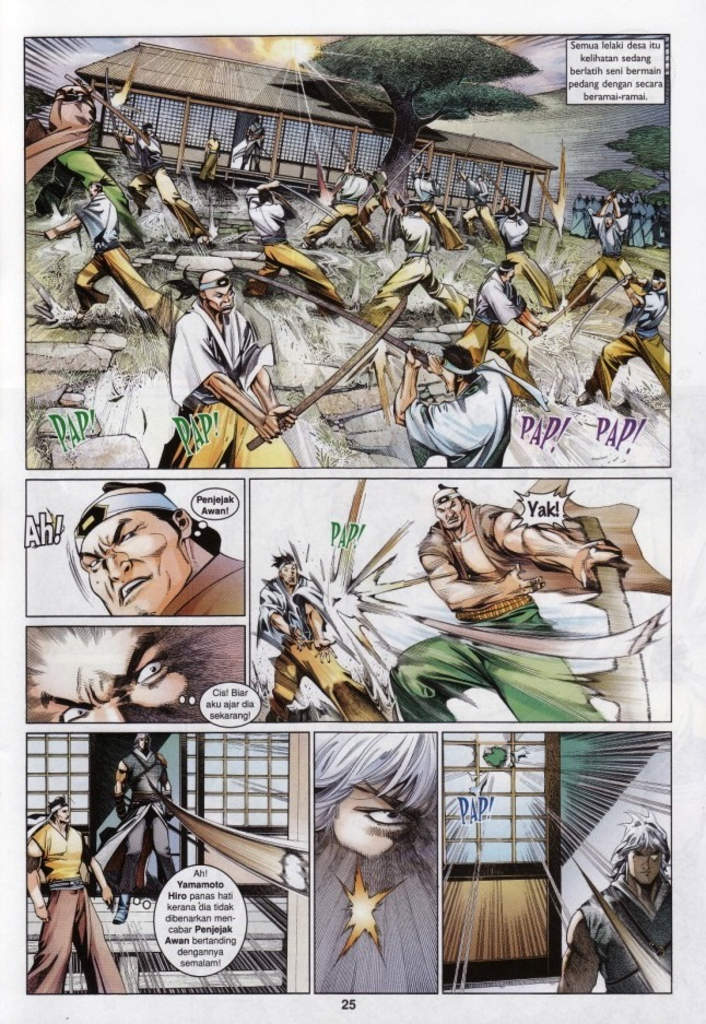 Semua lelaki desa itu
kelihatan sedang
berlatih seni bermain
pedang dengan secara
beramai-ramai.
PAP!
PAP!
PAP!
PAP!
Ah!
Penjejak
Awan!
PAP!
Yak!
Cis! Biar
aku ajar dia
sekarang!
Ah!
Yamamoto
Hiro panas hati
kerana dia tidak
dibenarkan men-
cabar Penjejak
Awan bertanding
dengannya
semalam!
PAP!
25